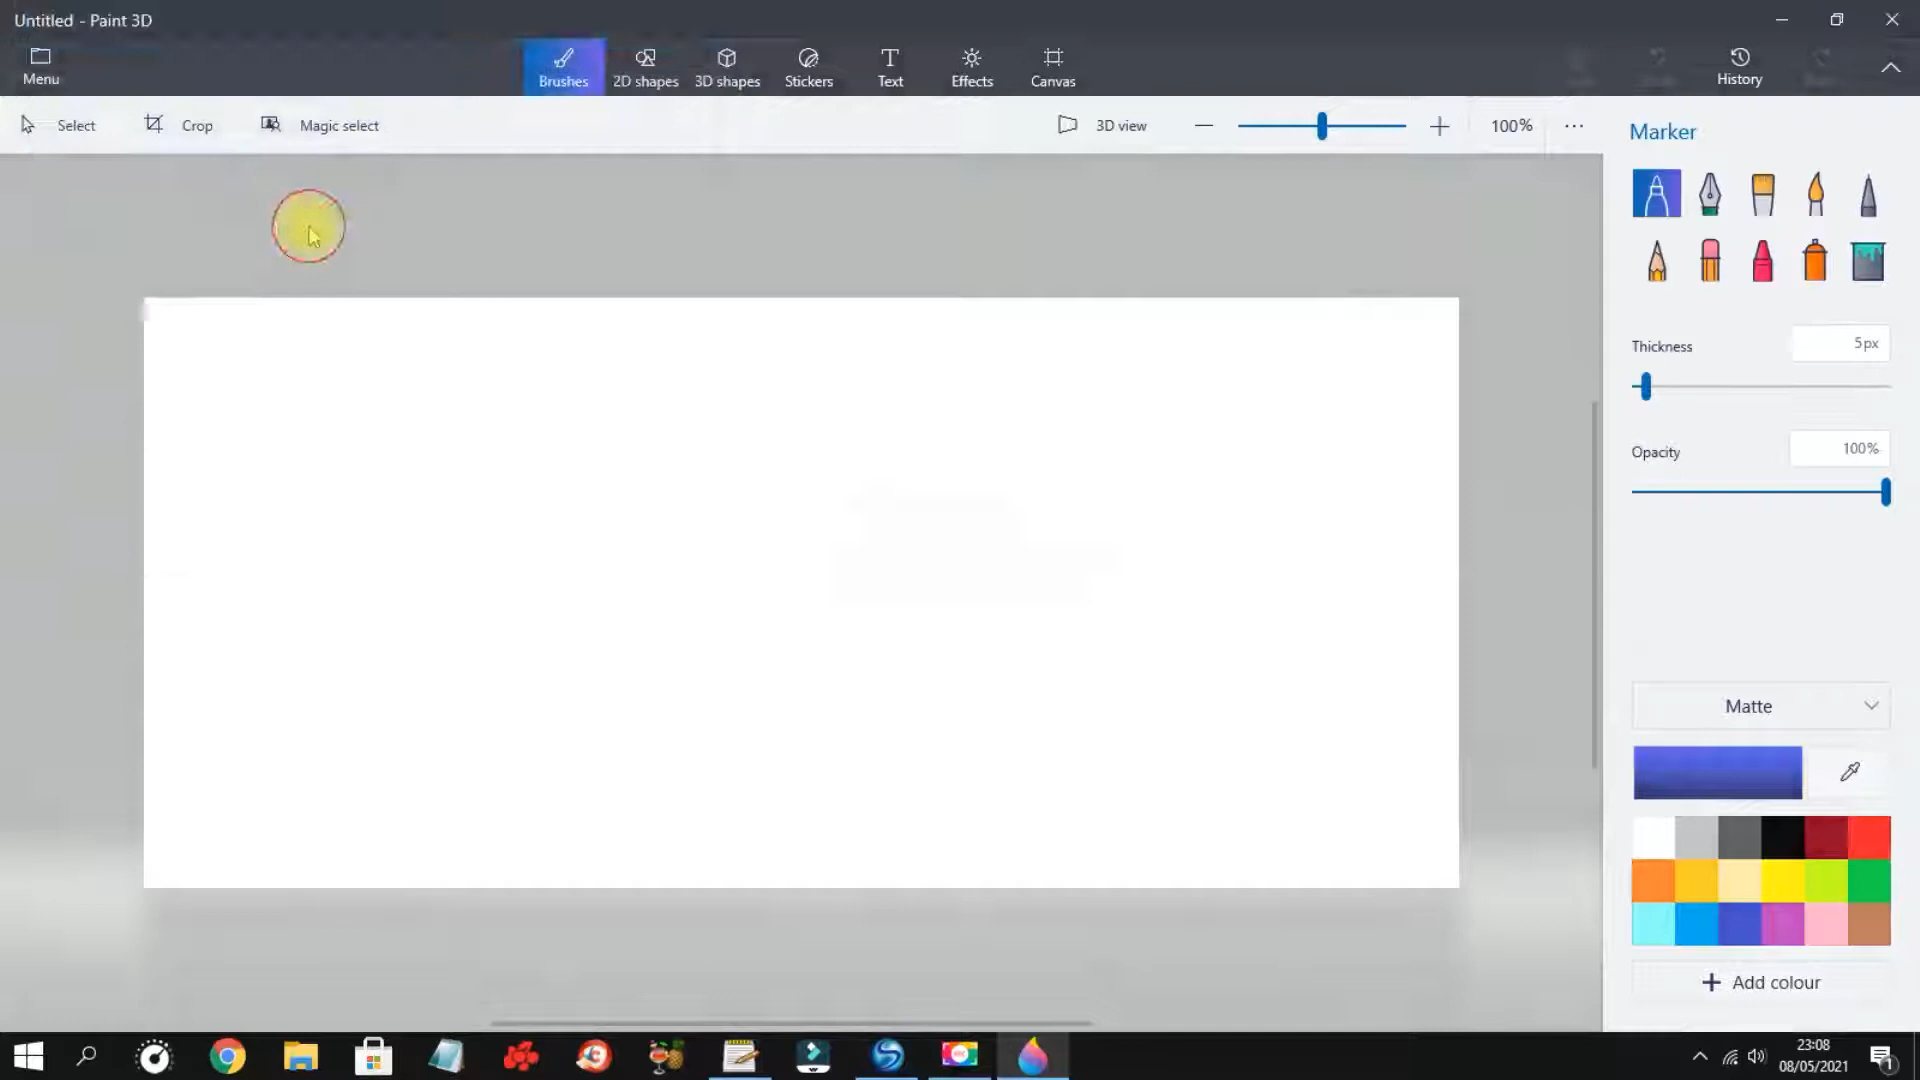 Untitled - Paint 3D
Menu
Brushes
2D shapes
3D shapes
Stickers
Text
Effects
Canvas
History
Select
Crop
Magic select
3D view
100%
Marker
Thickness
5px
Opacity
100%
Matte
Add colour
23:08
08/05/2021
1